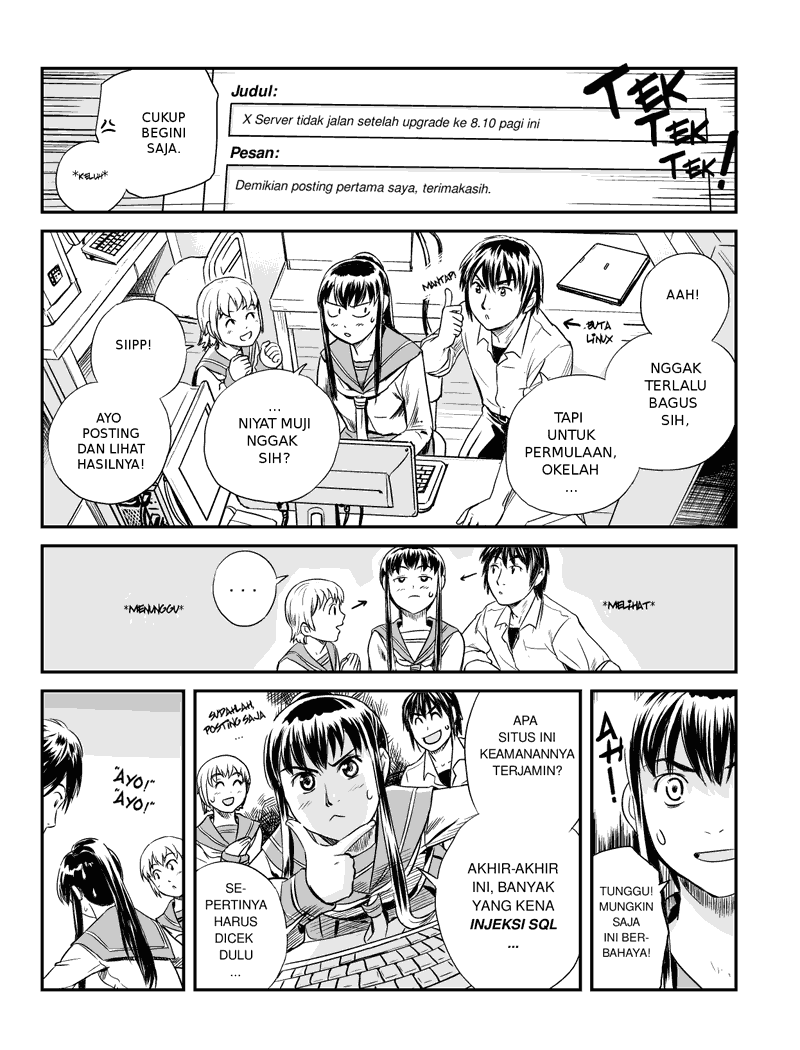 TEK
TEK
TEK!
Judul:
X Server tidak jalan setelah upgrade ke 8.10 pagi ini
Pesan:
Demikian posting pertama saya, terimakasih.
CUKUP
BEGINI
SAJA.
*KELUH*
AAH!
NGGAK
TERLALU
BAGUS
SIH,
TAPI
UNTUK
PERMULAAN,
OKELAH
...
BUTA
LINUX
MANTAP!
...
NIYAT MUJI
NGGAK
SIH?
SIIPP!
AYO
POSTING
DAN LIHAT
HASILNYA!
*MELIHAT*
...
*MENUNGGU*
AH!
TUNGGU!
MUNGKIN
SAJA
INI BER-
BAHAYA!
APA
SITUS INI
KEAMANANNYA
TERJAMIN?
AKHIR-AKHIR
INI, BANYAK
YANG KENA
INJEKSI SQL
...
SUDAHLAH
POSTING SAJA
...
SE-
PERTINYA
HARUS
DICEK
DULU
...
"AYO!"
"AYO!"